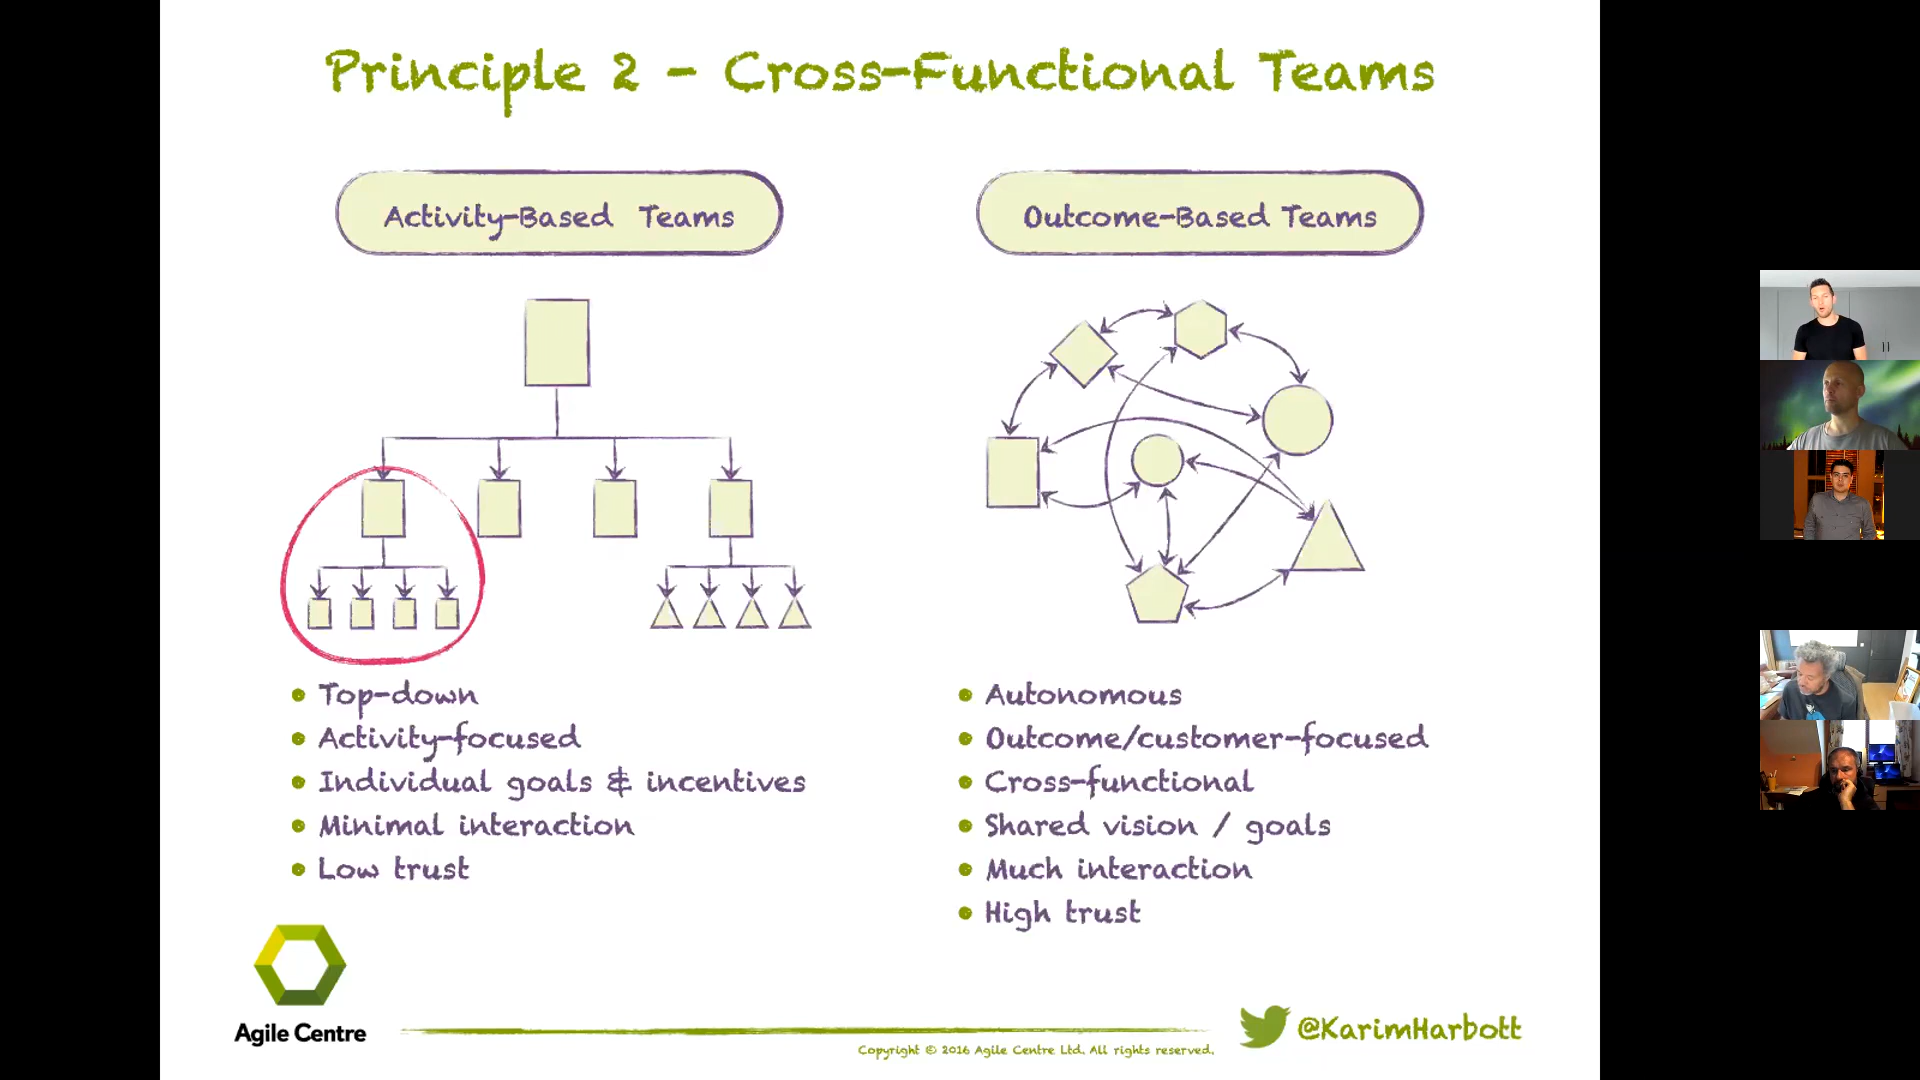 Principle 2 - Cross-Functional Teams
Activity-Based Teams
Outcome-Based Teams
Top-down
Activity-focused
Individual goals & incentives
Minimal interaction
Low trust
Autonomous
Outcome/customer-focused
Cross-functional
Shared vision / goals
Much interaction
High trust
Agile Centre
Copyright © 2016 Agile Centre Ltd. All rights reserved.
@KarimHarbott